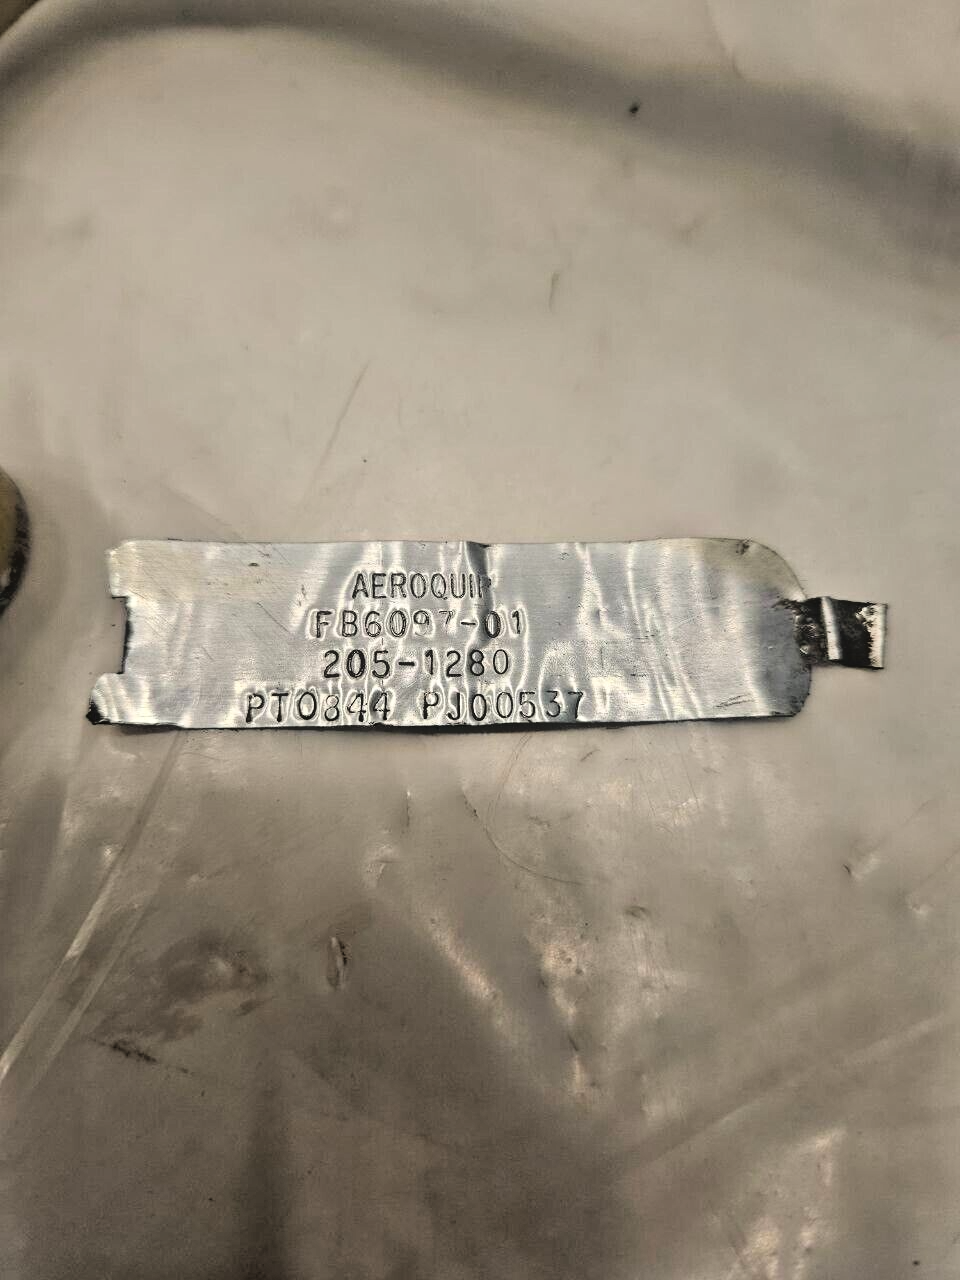 AEROQUIP
FB6097-01
205-1280
PT0844 PJ00537